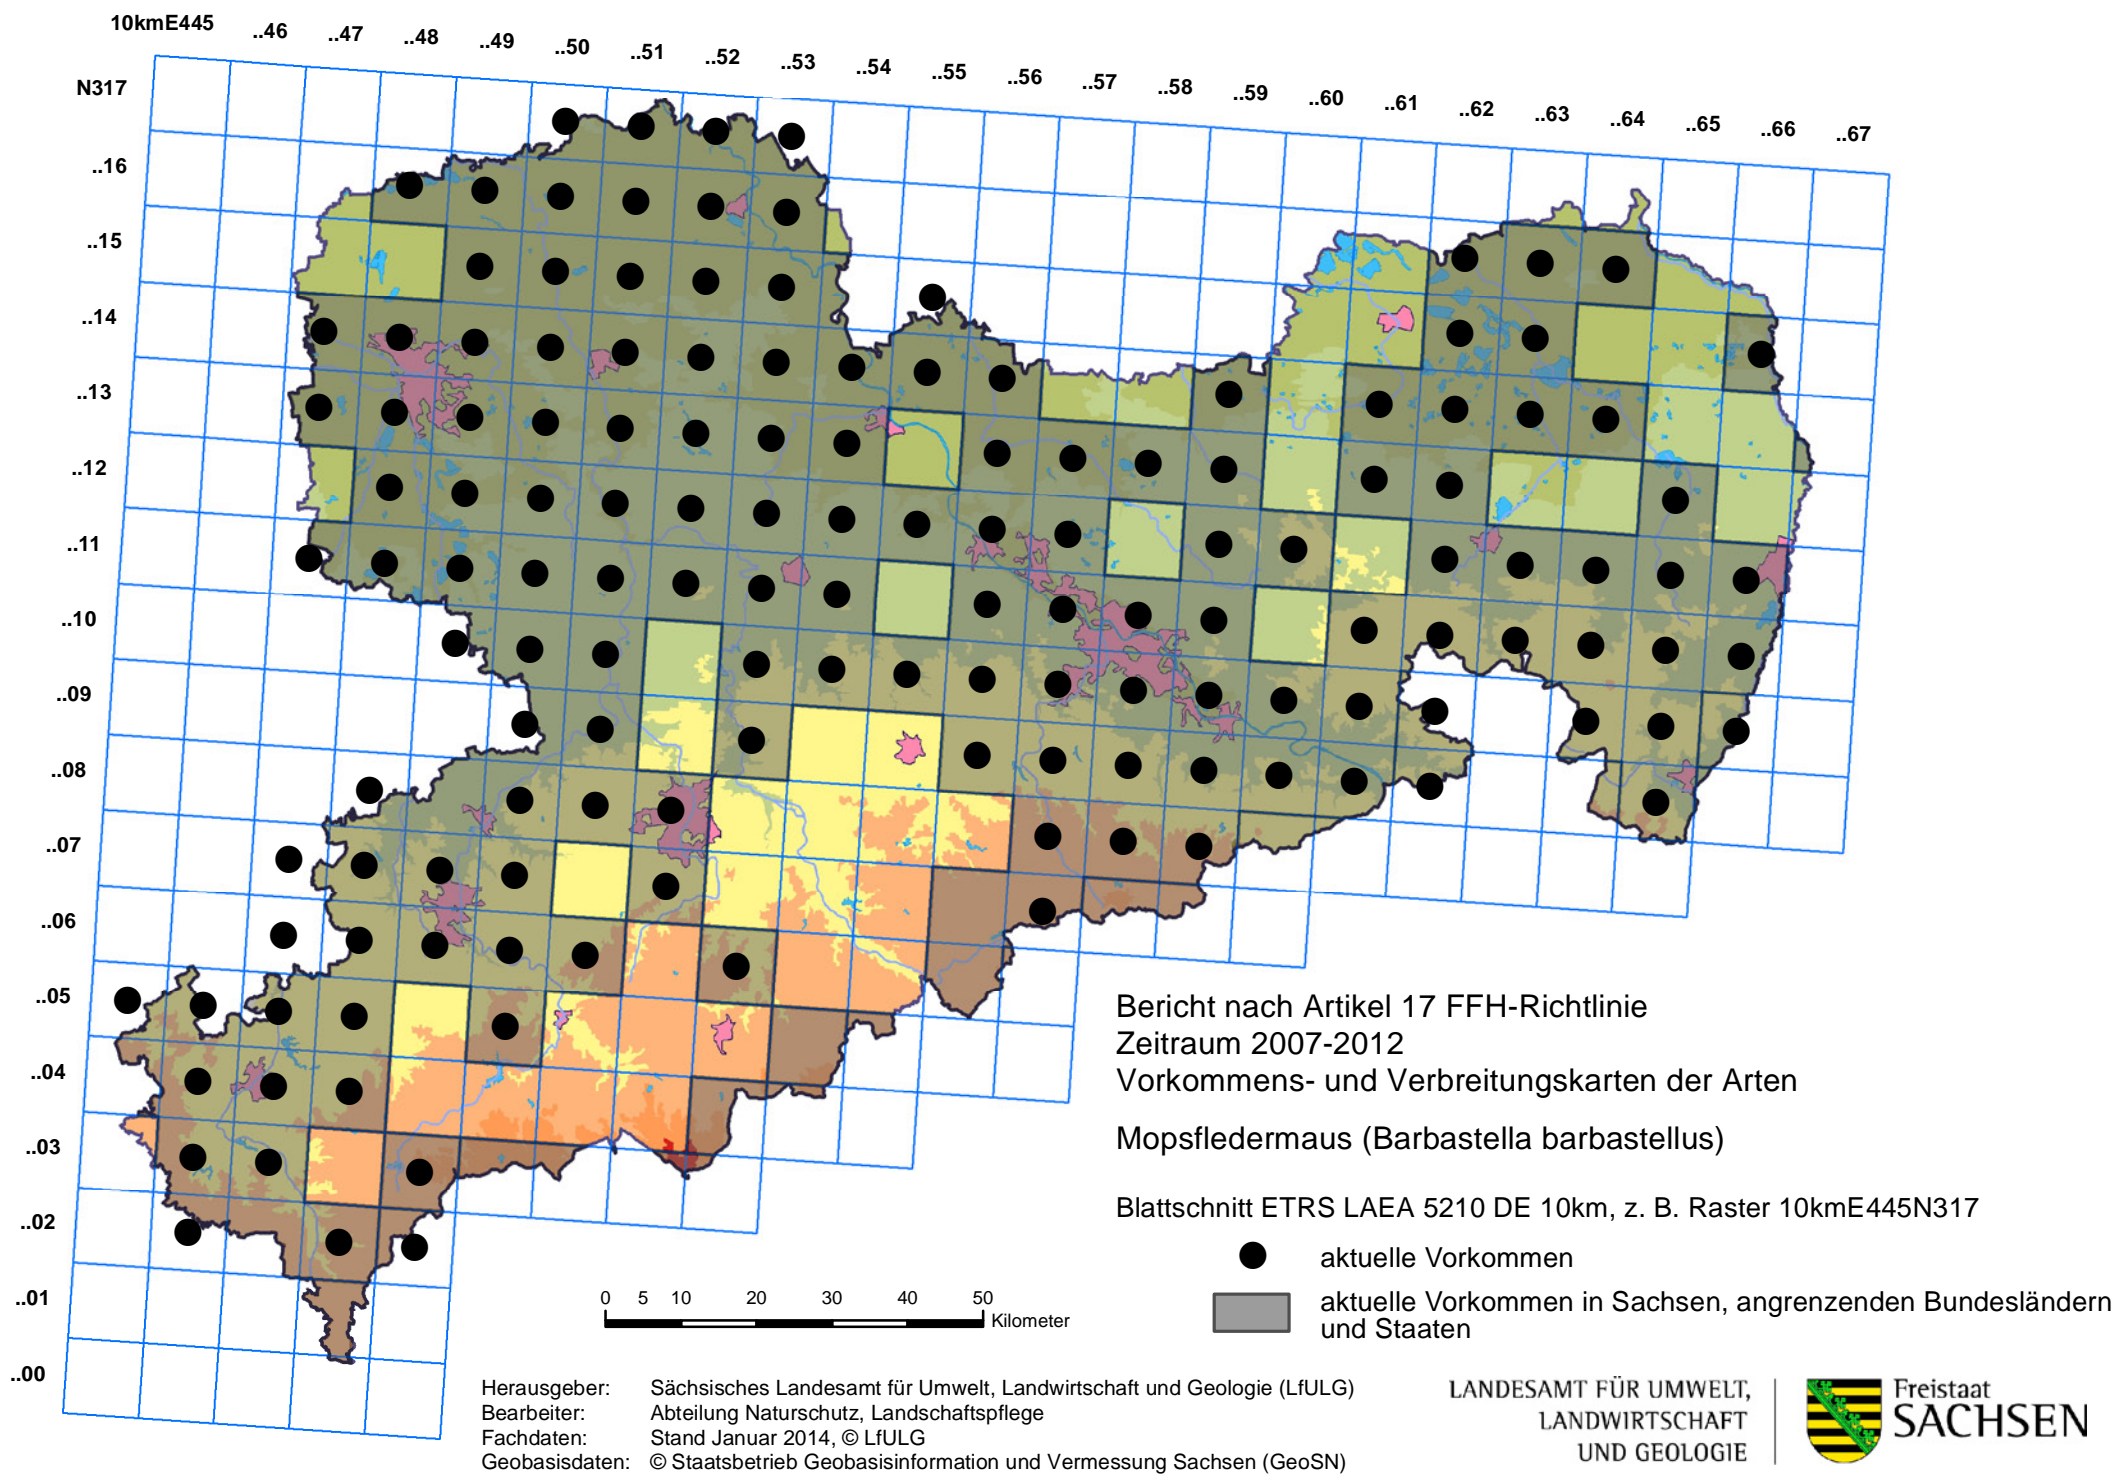 10kmE445 ..46 ..47 ..48 ..49 ..50 ..51 ..52 ..53 ..54 ..55 ..56 ..57 ..58 ..59 ..60 ..61 ..62 ..63 ..64 ..65 ..66 ..67
N317
..16
..15
..14
..13
..12
..11
..10
..09
..08
..07
..06
..05
..04
..03
..02
..01
..00
Bericht nach Artikel 17 FFH-Richtlinie
Zeitraum 2007-2012
Vorkommens- und Verbreitungskarten der Arten
Mopsfledermaus (Barbastella barbastellus)
Blattschnitt ETRS LAEA 5210 DE 10km, z. B. Raster 10kmE445N317
aktuelle Vorkommen
aktuelle Vorkommen in Sachsen, angrenzenden Bundesländern
und Staaten
0 5 10 20 30 40 50
Kilometer
Herausgeber: Sächsisches Landesamt für Umwelt, Landwirtschaft und Geologie (LfULG)
Bearbeiter: Abteilung Naturschutz, Landschaftspflege
Fachdaten: Stand Januar 2014, © LfULG
Geobasisdaten: © Staatsbetrieb Geobasisinformation und Vermessung Sachsen (GeoSN)
LANDESAMT FÜR UMWELT,
LANDWIRTSCHAFT
UND GEOLOGIE
Freistaat
SACHSEN